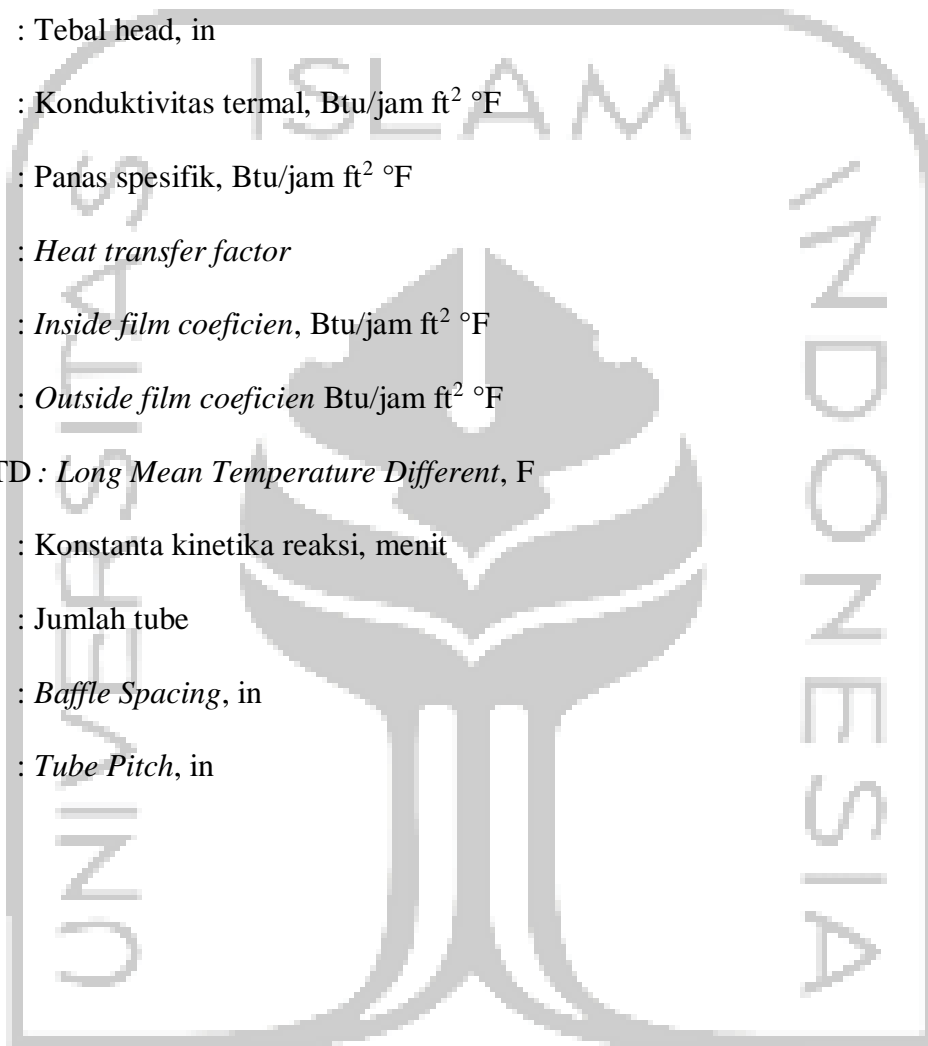 : Tebal head, in
: Konduktivitas termal, Btu/jam ft² °F
: Panas spesifik, Btu/jam ft² °F
: Heat transfer factor
: Inside film coeficien, Btu/jam ft² °F
: Outside film coeficien Btu/jam ft² °F
TD : Long Mean Temperature Different, F
: Konstanta kinetika reaksi, menit
: Jumlah tube
: Baffle Spacing, in
: Tube Pitch, in
UNIVERSITAS
ISLAM
INDONESIA